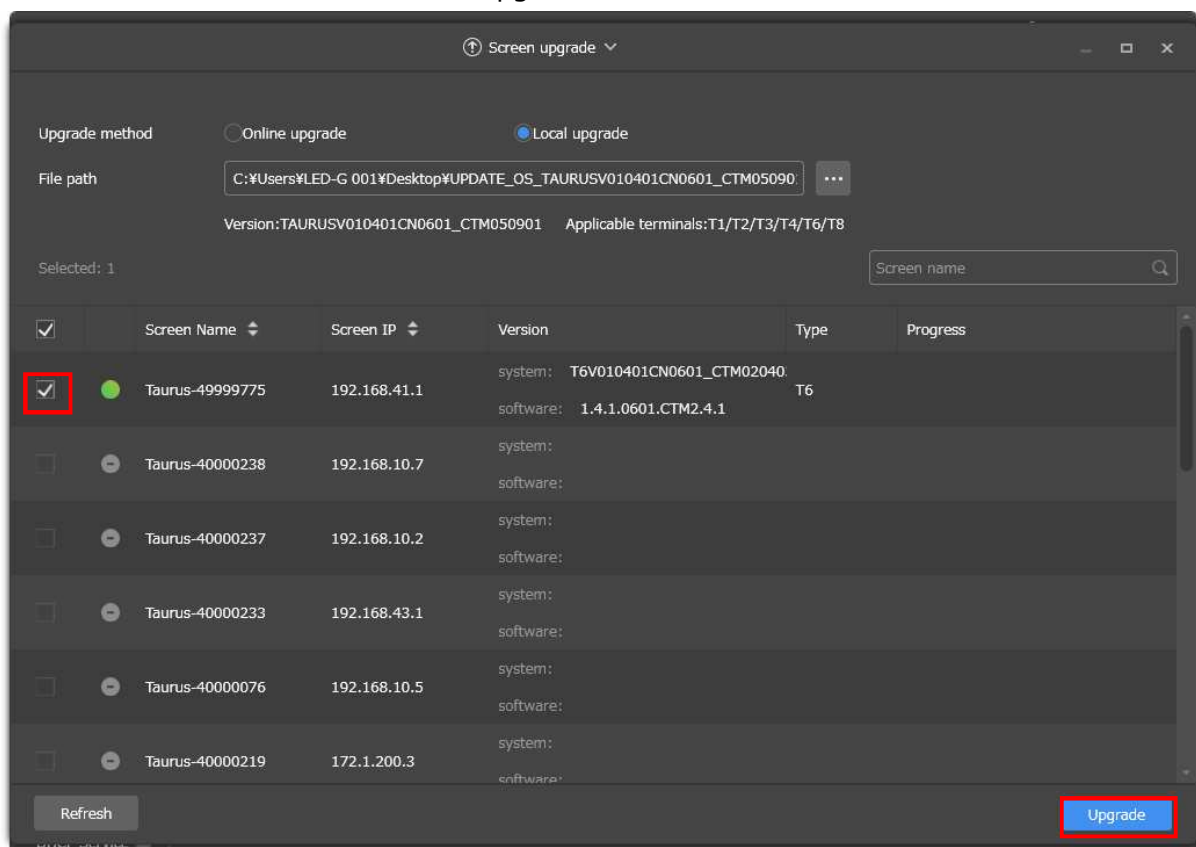 Screen upgrade
Upgrade method Online upgrade Local upgrade
File path C:¥Users¥LED-G 001¥Desktop¥UPDATE_OS_TAURUSV010401CN0601_CTM05090
Version:TAURUSV010401CN0601_CTM050901 Applicable terminals:T1/T2/T3/T4/T6/T8
Selected: 1 Screen name
Screen Name Screen IP Version Type Progress
system: T6V010401CN0601_CTM02040
Taurus-49999775 192.168.41.1 T6
software: 1.4.1.0601.CTM2.4.1
system:
Taurus-40000238 192.168.10.7
software:
system:
Taurus-40000237 192.168.10.2
software:
system:
Taurus-40000233 192.168.43.1
software:
system:
Taurus-40000076 192.168.10.5
software:
system:
Taurus-40000219 172.1.200.3
software:
Refresh Upgrade